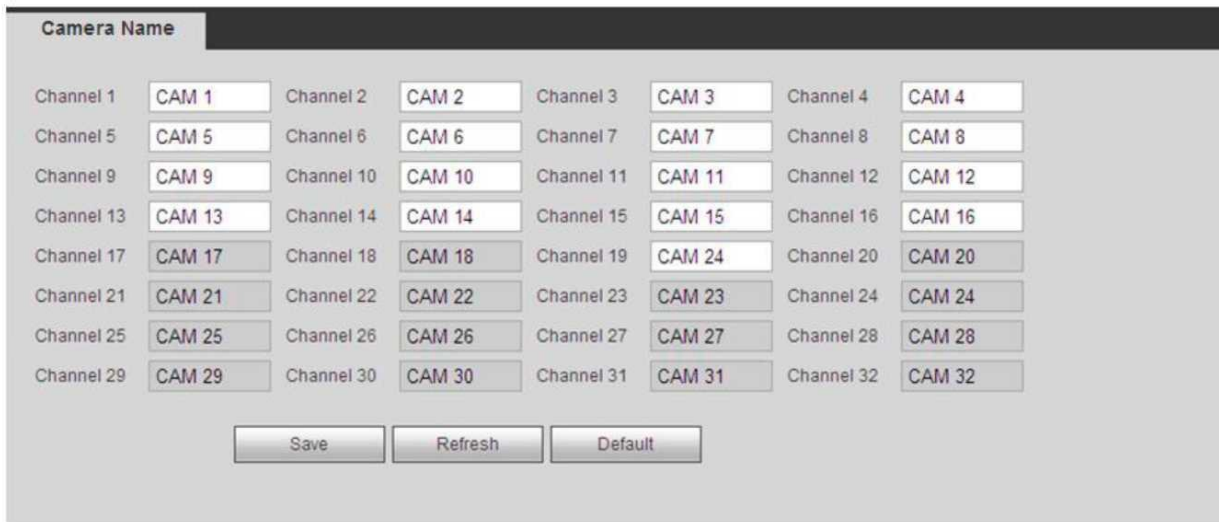 Camera Name
Channel 1 CAM 1 Channel 2 CAM 2 Channel 3 CAM 3 Channel 4 CAM 4
Channel 5 CAM 5 Channel 6 CAM 6 Channel 7 CAM 7 Channel 8 CAM 8
Channel 9 CAM 9 Channel 10 CAM 10 Channel 11 CAM 11 Channel 12 CAM 12
Channel 13 CAM 13 Channel 14 CAM 14 Channel 15 CAM 15 Channel 16 CAM 16
Channel 17 CAM 17 Channel 18 CAM 18 Channel 19 CAM 24 Channel 20 CAM 20
Channel 21 CAM 21 Channel 22 CAM 22 Channel 23 CAM 23 Channel 24 CAM 24
Channel 25 CAM 25 Channel 26 CAM 26 Channel 27 CAM 27 Channel 28 CAM 28
Channel 29 CAM 29 Channel 30 CAM 30 Channel 31 CAM 31 Channel 32 CAM 32
Save Refresh Default